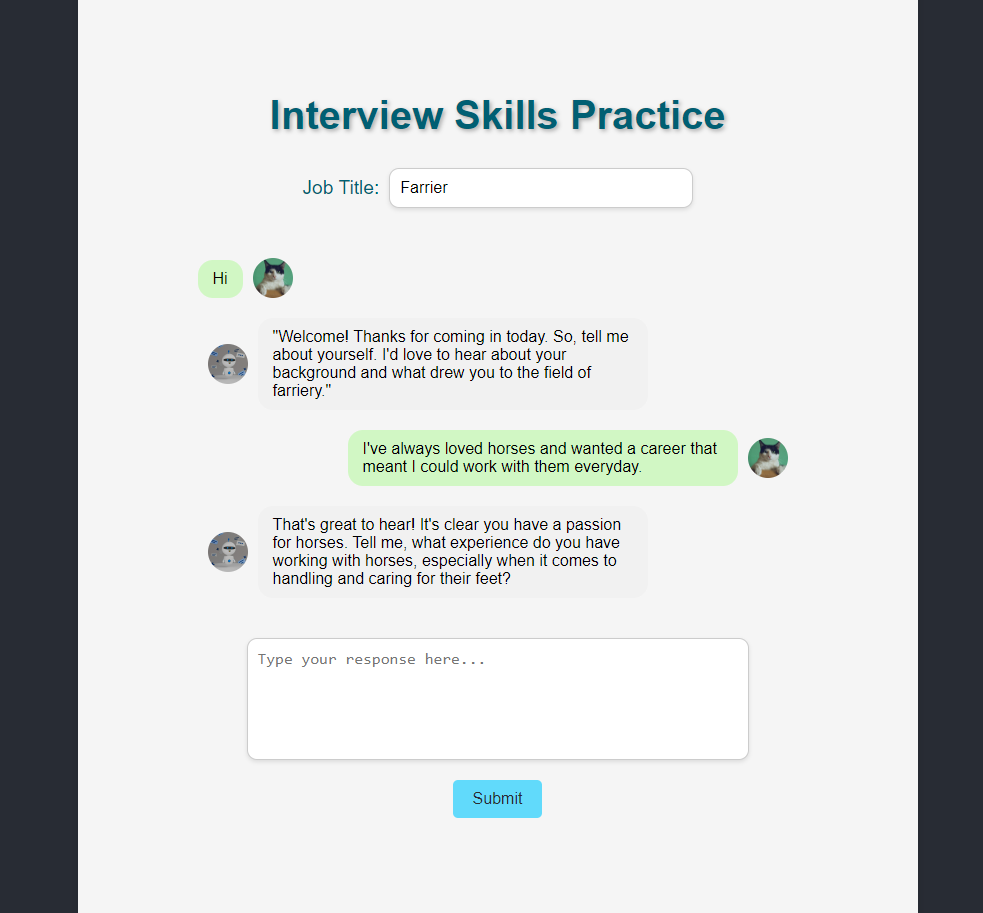 Interview Skills Practice
Job Title:
Farrier
Hi
"Welcome! Thanks for coming in today. So, tell me
about yourself. I'd love to hear about your
background and what drew you to the field of
farriery."
I've always loved horses and wanted a career that
meant I could work with them everyday.
That's great to hear! It's clear you have a passion
for horses. Tell me, what experience do you have
working with horses, especially when it comes to
handling and caring for their feet?
Type your response here...
Submit